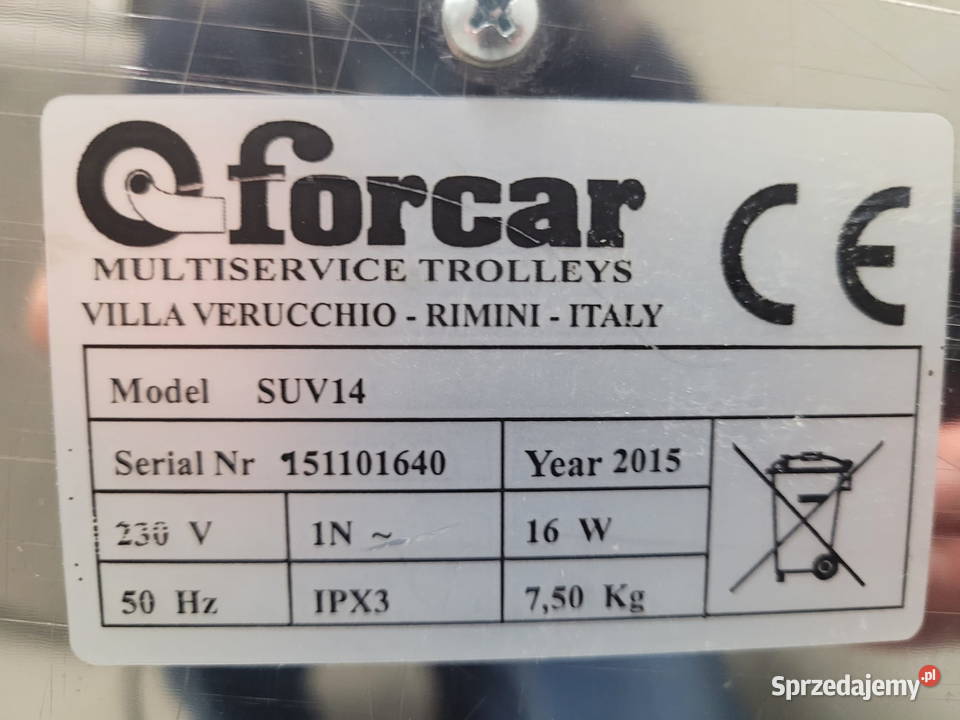 forcar
MULTISERVICE TROLLEYS
VILLA VERUCCHIO - RIMINI - ITALY
CE
Model SUV14
Serial Nr 151101640 Year 2015
230 V 1N ~ 16 W
50 Hz IPX3 7,50 Kg
Sprzedajemy.pl